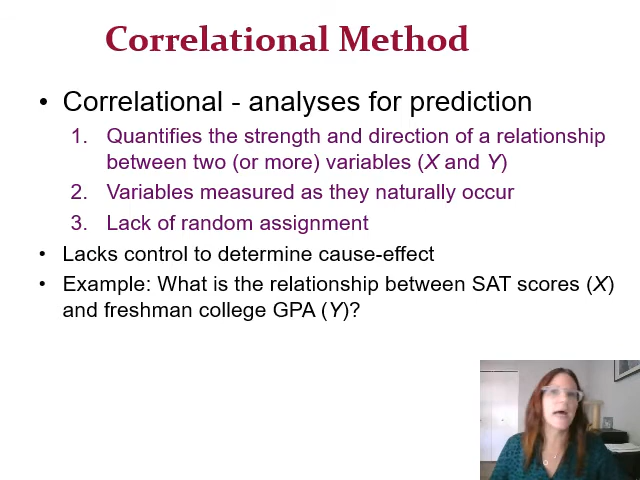 Correlational Method
• Correlational - analyses for prediction
1. Quantifies the strength and direction of a relationship
between two (or more) variables (X and Y)
2. Variables measured as they naturally occur
3. Lack of random assignment
• Lacks control to determine cause-effect
• Example: What is the relationship between SAT scores (X)
and freshman college GPA (Y)?